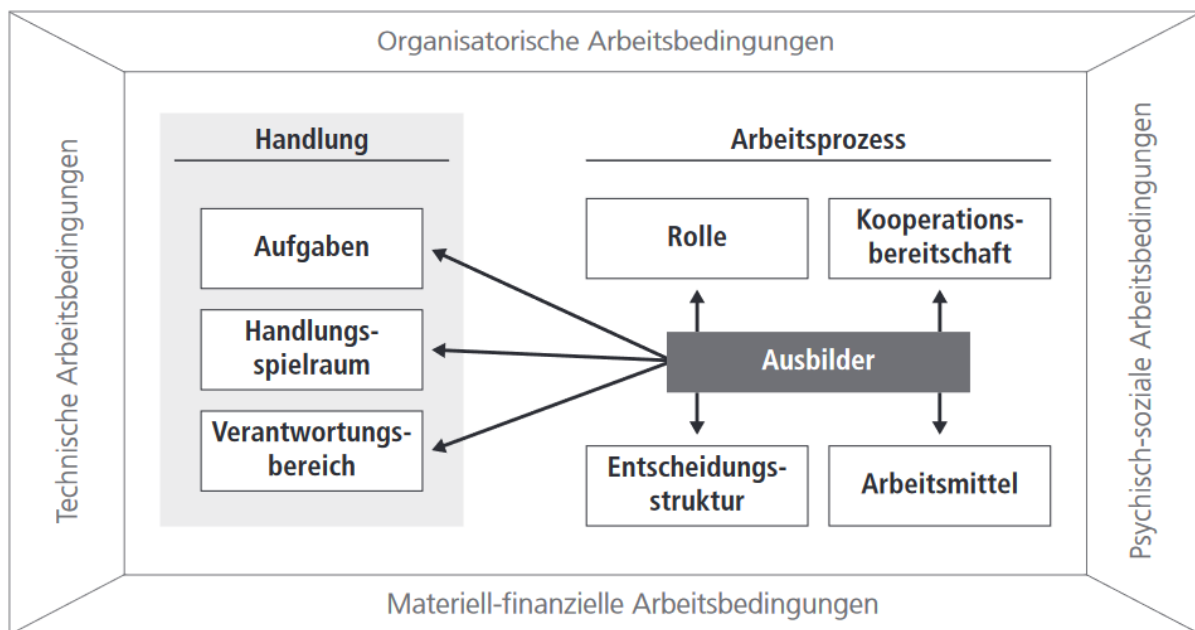 Organisatorische Arbeitsbedingungen
Technische Arbeitsbedingungen
Handlung
Aufgaben
Handlungs-
spielraum
Verantwortungs-
bereich
Arbeitsprozess
Rolle
Kooperations-
bereitschaft
Ausbilder
Entscheidungs-
struktur
Arbeitsmittel
Psychisch-soziale Arbeitsbedingungen
Materiell-finanzielle Arbeitsbedingungen